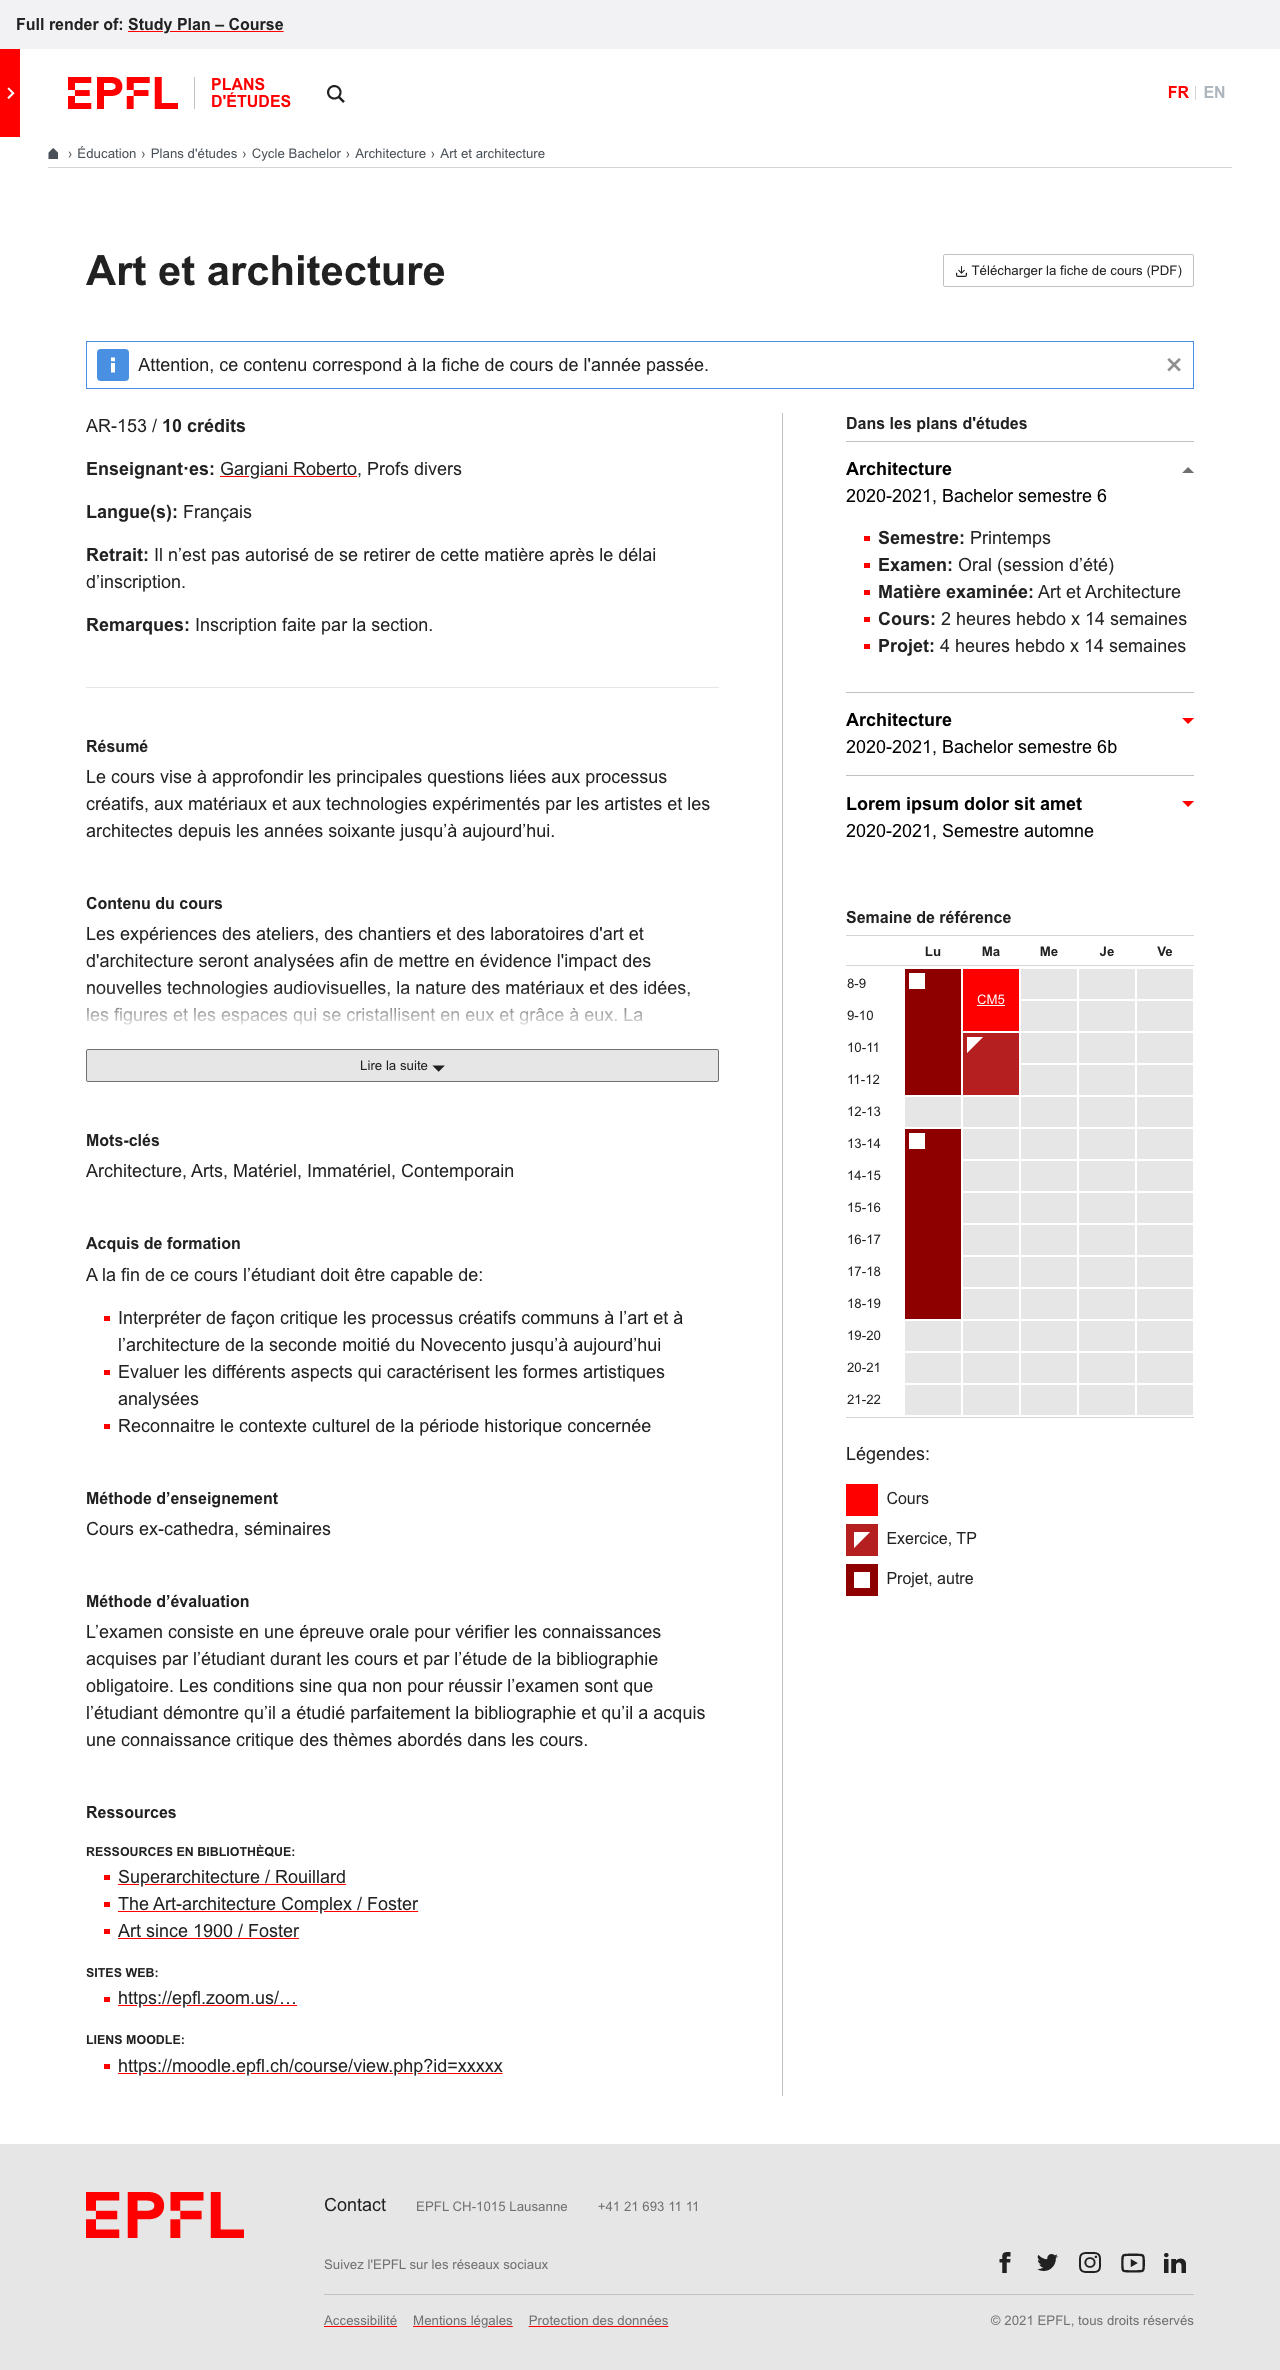 Full render of: Study Plan – Course
EPFL
PLANS
D'ÉTUDES
FR | EN
› Éducation › Plans d'études › Cycle Bachelor › Architecture › Art et architecture
Art et architecture
Télécharger la fiche de cours (PDF)
Attention, ce contenu correspond à la fiche de cours de l'année passée.
AR-153 / 10 crédits
Enseignant·es: Gargiani Roberto, Profs divers
Langue(s): Français
Retrait: Il n’est pas autorisé de se retirer de cette matière après le délai
d’inscription.
Remarques: Inscription faite par la section.
Résumé
Le cours vise à approfondir les principales questions liées aux processus
créatifs, aux matériaux et aux technologies expérimentés par les artistes et les
architectes depuis les années soixante jusqu’à aujourd’hui.
Contenu du cours
Les expériences des ateliers, des chantiers et des laboratoires d'art et
d'architecture seront analysées afin de mettre en évidence l'impact des
nouvelles technologies audiovisuelles, la nature des matériaux et des idées,
les figures et les espaces qui se cristallisent en eux et grâce à eux. La
Lire la suite
Mots-clés
Architecture, Arts, Matériel, Immatériel, Contemporain
Acquis de formation
A la fin de ce cours l’étudiant doit être capable de:
Interpréter de façon critique les processus créatifs communs à l’art et à
l’architecture de la seconde moitié du Novecento jusqu’à aujourd’hui
Evaluer les différents aspects qui caractérisent les formes artistiques
analysées
Reconnaitre le contexte culturel de la période historique concernée
Méthode d’enseignement
Cours ex-cathedra, séminaires
Méthode d’évaluation
L’examen consiste en une épreuve orale pour vérifier les connaissances
acquises par l’étudiant durant les cours et par l’étude de la bibliographie
obligatoire. Les conditions sine qua non pour réussir l’examen sont que
l’étudiant démontre qu’il a étudié parfaitement la bibliographie et qu’il a acquis
une connaissance critique des thèmes abordés dans les cours.
Ressources
RESSOURCES EN BIBLIOTHÈQUE:
Superarchitecture / Rouillard
The Art-architecture Complex / Foster
Art since 1900 / Foster
SITES WEB:
https://epfl.zoom.us/…
LIENS MOODLE:
https://moodle.epfl.ch/course/view.php?id=xxxxx
Dans les plans d'études
Architecture
2020-2021, Bachelor semestre 6
Semestre: Printemps
Examen: Oral (session d’été)
Matière examinée: Art et Architecture
Cours: 2 heures hebdo x 14 semaines
Projet: 4 heures hebdo x 14 semaines
Architecture
2020-2021, Bachelor semestre 6b
Lorem ipsum dolor sit amet
2020-2021, Semestre automne
Semaine de référence
Lu Ma Me Je Ve
8-9
CM5
9-10
10-11
11-12
12-13
13-14
14-15
15-16
16-17
17-18
18-19
19-20
20-21
21-22
Légendes:
Cours
Exercice, TP
Projet, autre
EPFL
Contact EPFL CH-1015 Lausanne +41 21 693 11 11
Suivez l'EPFL sur les réseaux sociaux
Accessibilité Mentions légales Protection des données
© 2021 EPFL, tous droits réservés